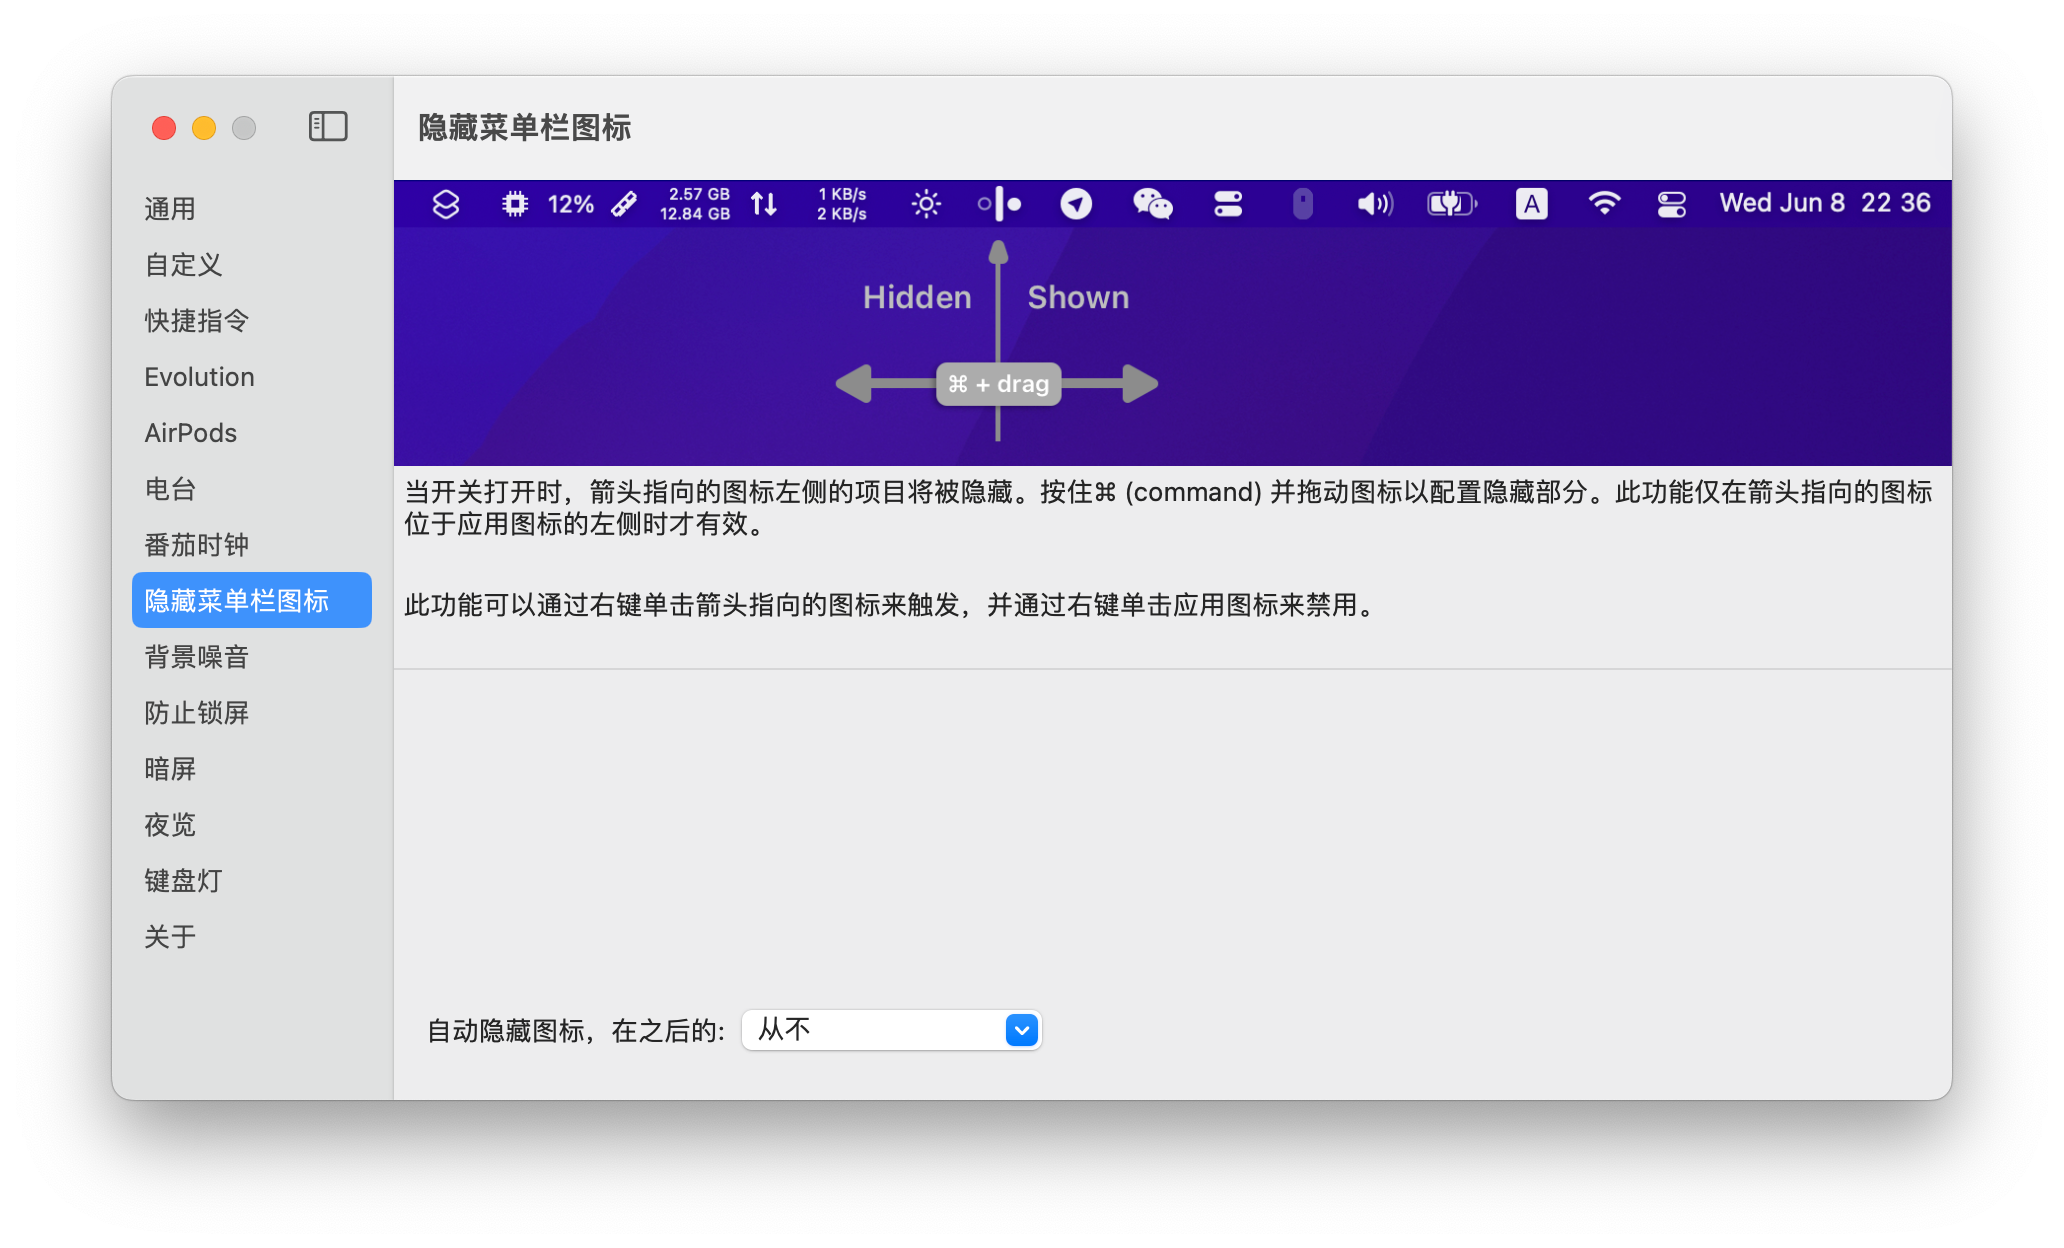 隐藏菜单栏图标
通用
自定义
快捷指令
Evolution
AirPods
电台
番茄时钟
隐藏菜单栏图标
背景噪音
防止锁屏
暗屏
夜览
键盘灯
关于
12% 2.57 GB 1 KB/s A Wed Jun 8 22 36
12.84 GB 2 KB/s
Hidden Shown
⌘ + drag
当开关打开时，箭头指向的图标左侧的项目将被隐藏。按住⌘ (command) 并拖动图标以配置隐藏部分。此功能仅在箭头指向的图标
位于应用图标的左侧时才有效。
此功能可以通过右键单击箭头指向的图标来触发，并通过右键单击应用图标来禁用。
自动隐藏图标，在之后的: 从不